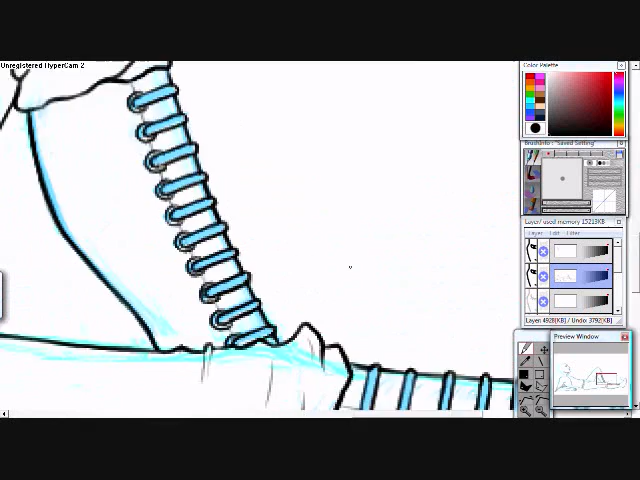 Unregistered HyperCam 2
Color Palette
BrushInfo : "Saved Setting"
Layer/ used memory 15213KB
Layer Edit Filter
Layer 4928[KB] / Undo: 3792[KB]
Preview Window